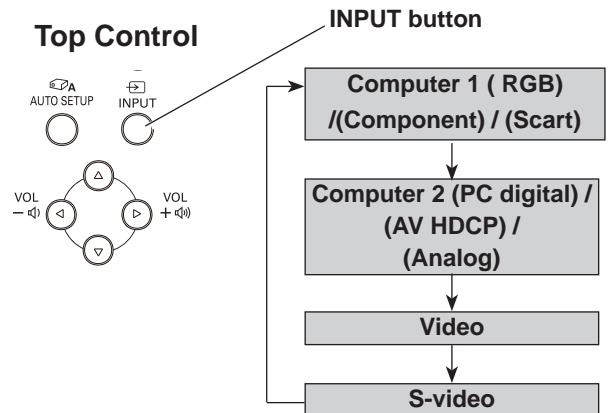 INPUT button
Top Control
A
AUTO SETUP
INPUT
VOL
−
VOL
+
Computer 1 ( RGB)
/(Component) / (Scart)
Computer 2 (PC digital) /
(AV HDCP) /
(Analog)
Video
S-video